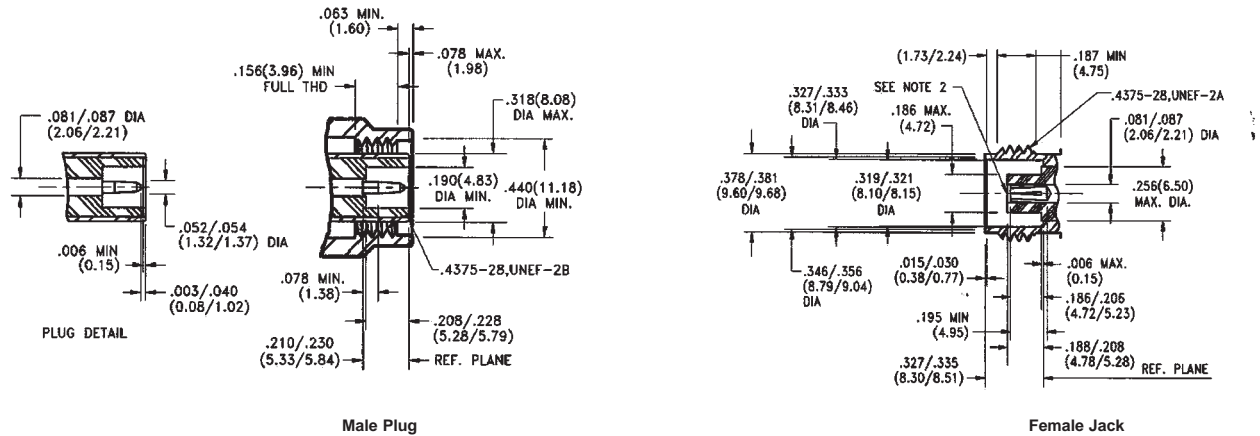 .063 MIN.
(1.60)
.078 MAX.
(1.98)
.156(3.96) MIN
FULL THD
.318(8.08)
DIA MAX.
.081/.087 DIA
(2.06/2.21)
.190(4.83)
DIA MIN.
.440(11.18)
DIA MIN.
.052/.054
(1.32/1.37) DIA
.006 MIN
(0.15)
.003/.040
(0.08/1.02)
.078 MIN.
(1.38)
.4375-28,UNEF-2B
.208/.228
(5.28/5.79)
.210/.230
(5.33/5.84)
REF. PLANE
PLUG DETAIL
Male Plug
(1.73/2.24)
.187 MIN
(4.75)
SEE NOTE 2
.327/.333
(8.31/8.46)
DIA
.186 MAX.
(4.72)
.4375-28,UNEF-2A
.081/.087
(2.06/2.21) DIA
.378/.381
(9.60/9.68)
DIA
.319/.321
(8.10/8.15)
DIA
.256(6.50)
MAX. DIA.
.346/.356
(8.79/9.04)
DIA
.015/.030
(0.38/0.77)
.006 MAX.
(0.15)
.186/.206
(4.72/5.23)
.195 MIN
(4.95)
.188/.208
(4.78/5.28)
.327/.335
(8.30/8.51)
REF. PLANE
Female Jack